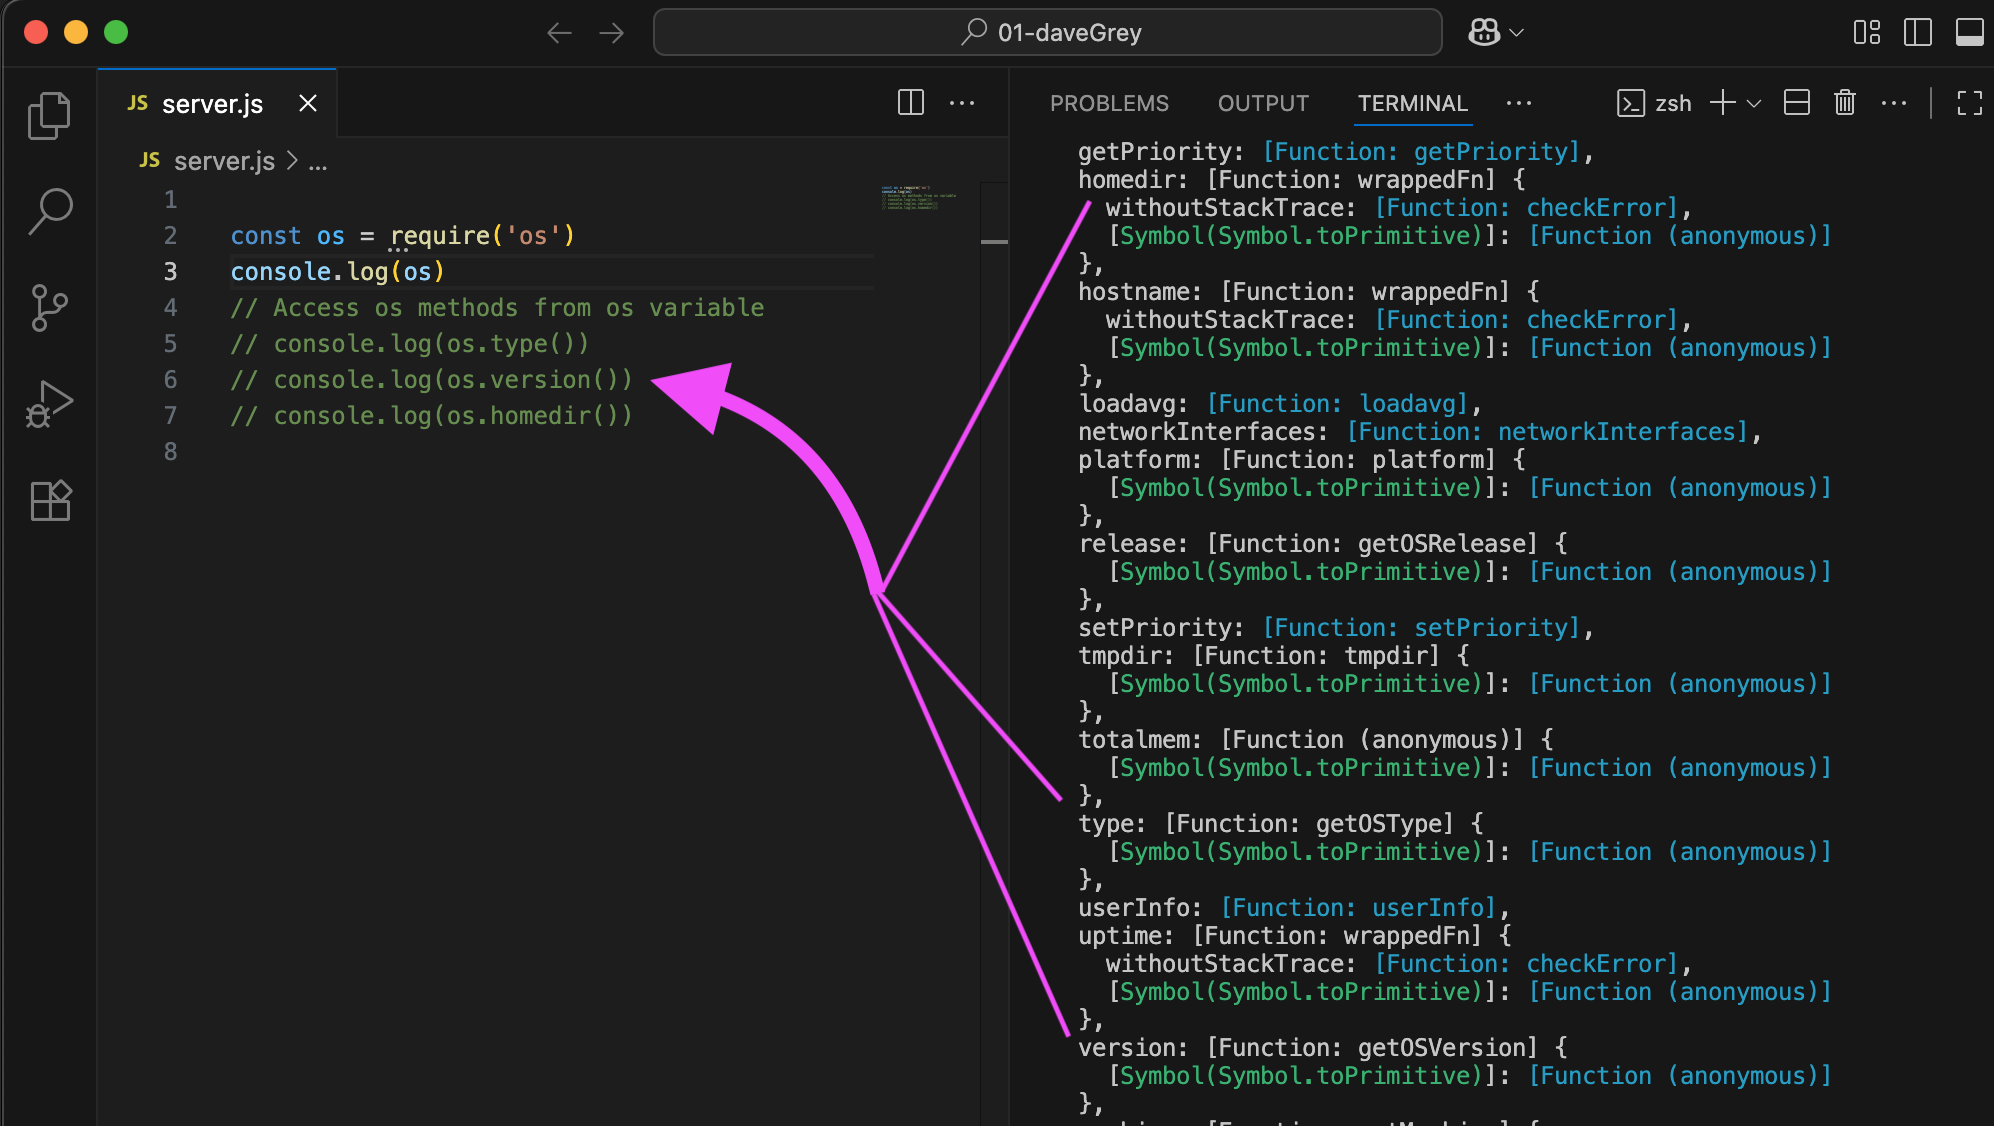 01-daveGrey
JS server.js
PROBLEMS OUTPUT TERMINAL ... zsh
JS server.js > ...
1
2 const os = require('os')
3 console.log(os)
4 // Access os methods from os variable
5 // console.log(os.type())
6 // console.log(os.version())
7 // console.log(os.homedir())
8
getPriority: [Function: getPriority],
homedir: [Function: wrappedFn] {
withoutStackTrace: [Function: checkError],
[Symbol(Symbol.toPrimitive)]: [Function (anonymous)]
},
hostname: [Function: wrappedFn] {
withoutStackTrace: [Function: checkError],
[Symbol(Symbol.toPrimitive)]: [Function (anonymous)]
},
loadavg: [Function: loadavg],
networkInterfaces: [Function: networkInterfaces],
platform: [Function: platform] {
[Symbol(Symbol.toPrimitive)]: [Function (anonymous)]
},
release: [Function: getOSRelease] {
[Symbol(Symbol.toPrimitive)]: [Function (anonymous)]
},
setPriority: [Function: setPriority],
tmpdir: [Function: tmpdir] {
[Symbol(Symbol.toPrimitive)]: [Function (anonymous)]
},
totalmem: [Function (anonymous)] {
[Symbol(Symbol.toPrimitive)]: [Function (anonymous)]
},
type: [Function: getOSType] {
[Symbol(Symbol.toPrimitive)]: [Function (anonymous)]
},
userInfo: [Function: userInfo],
uptime: [Function: wrappedFn] {
withoutStackTrace: [Function: checkError],
[Symbol(Symbol.toPrimitive)]: [Function (anonymous)]
},
version: [Function: getOSVersion] {
[Symbol(Symbol.toPrimitive)]: [Function (anonymous)]
},